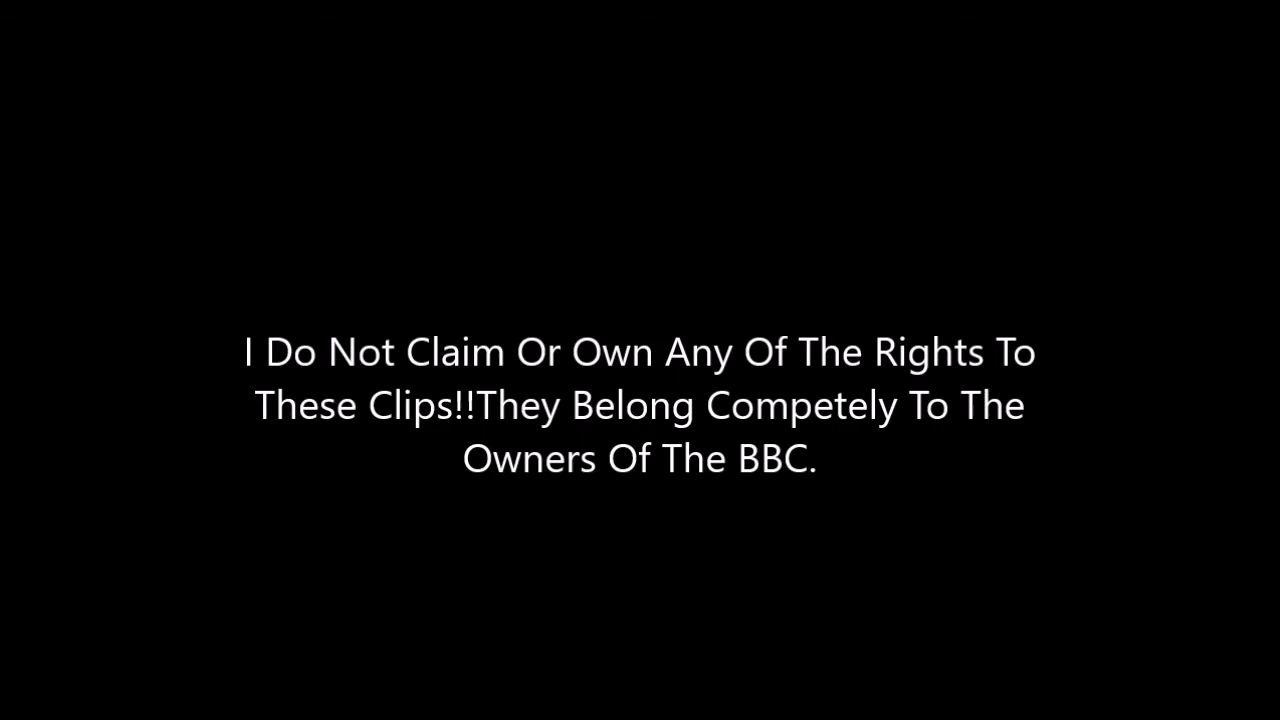 I Do Not Claim Or Own Any Of The Rights To
These Clips!!They Belong Competely To The
Owners Of The BBC.